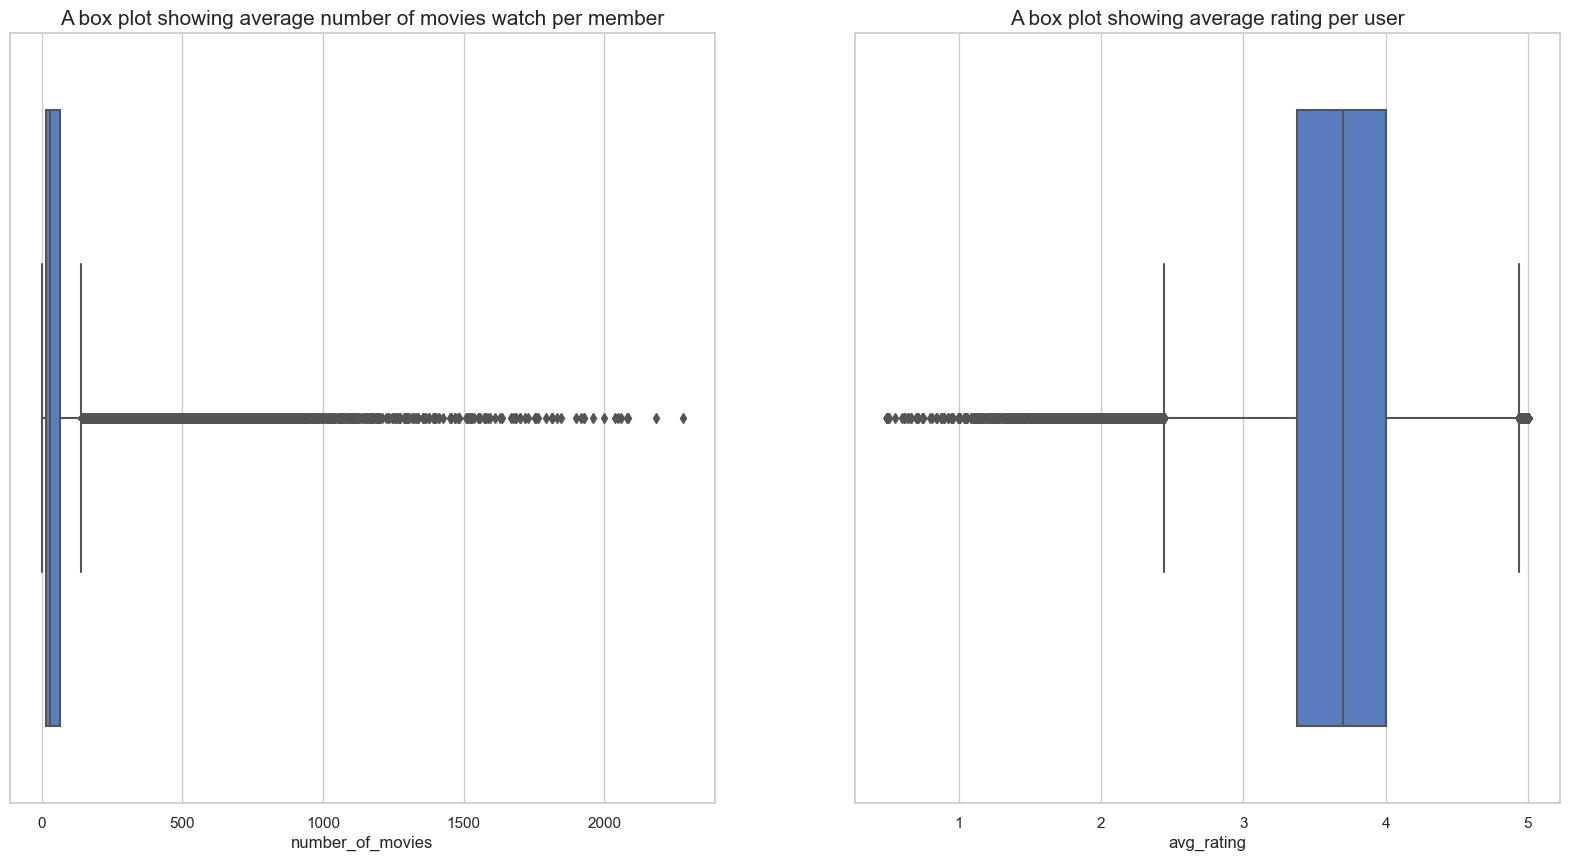 A box plot showing average number of movies watch per member
0
500
1000
1500
2000
number_of_movies
A box plot showing average rating per user
1
2
3
4
5
avg_rating